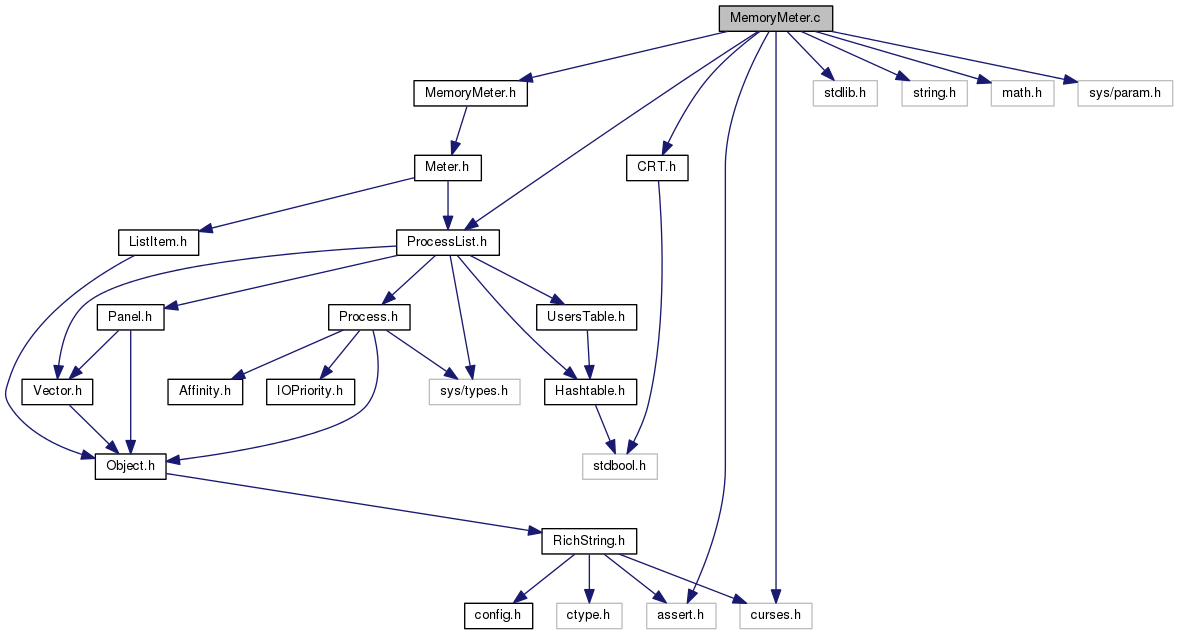 MemoryMeter.c
MemoryMeter.h
stdlib.h
string.h
math.h
sys/param.h
Meter.h
CRT.h
ListItem.h
ProcessList.h
Panel.h
Process.h
UsersTable.h
Vector.h
Affinity.h
IOPriority.h
sys/types.h
Hashtable.h
Object.h
stdbool.h
RichString.h
config.h
ctype.h
assert.h
curses.h